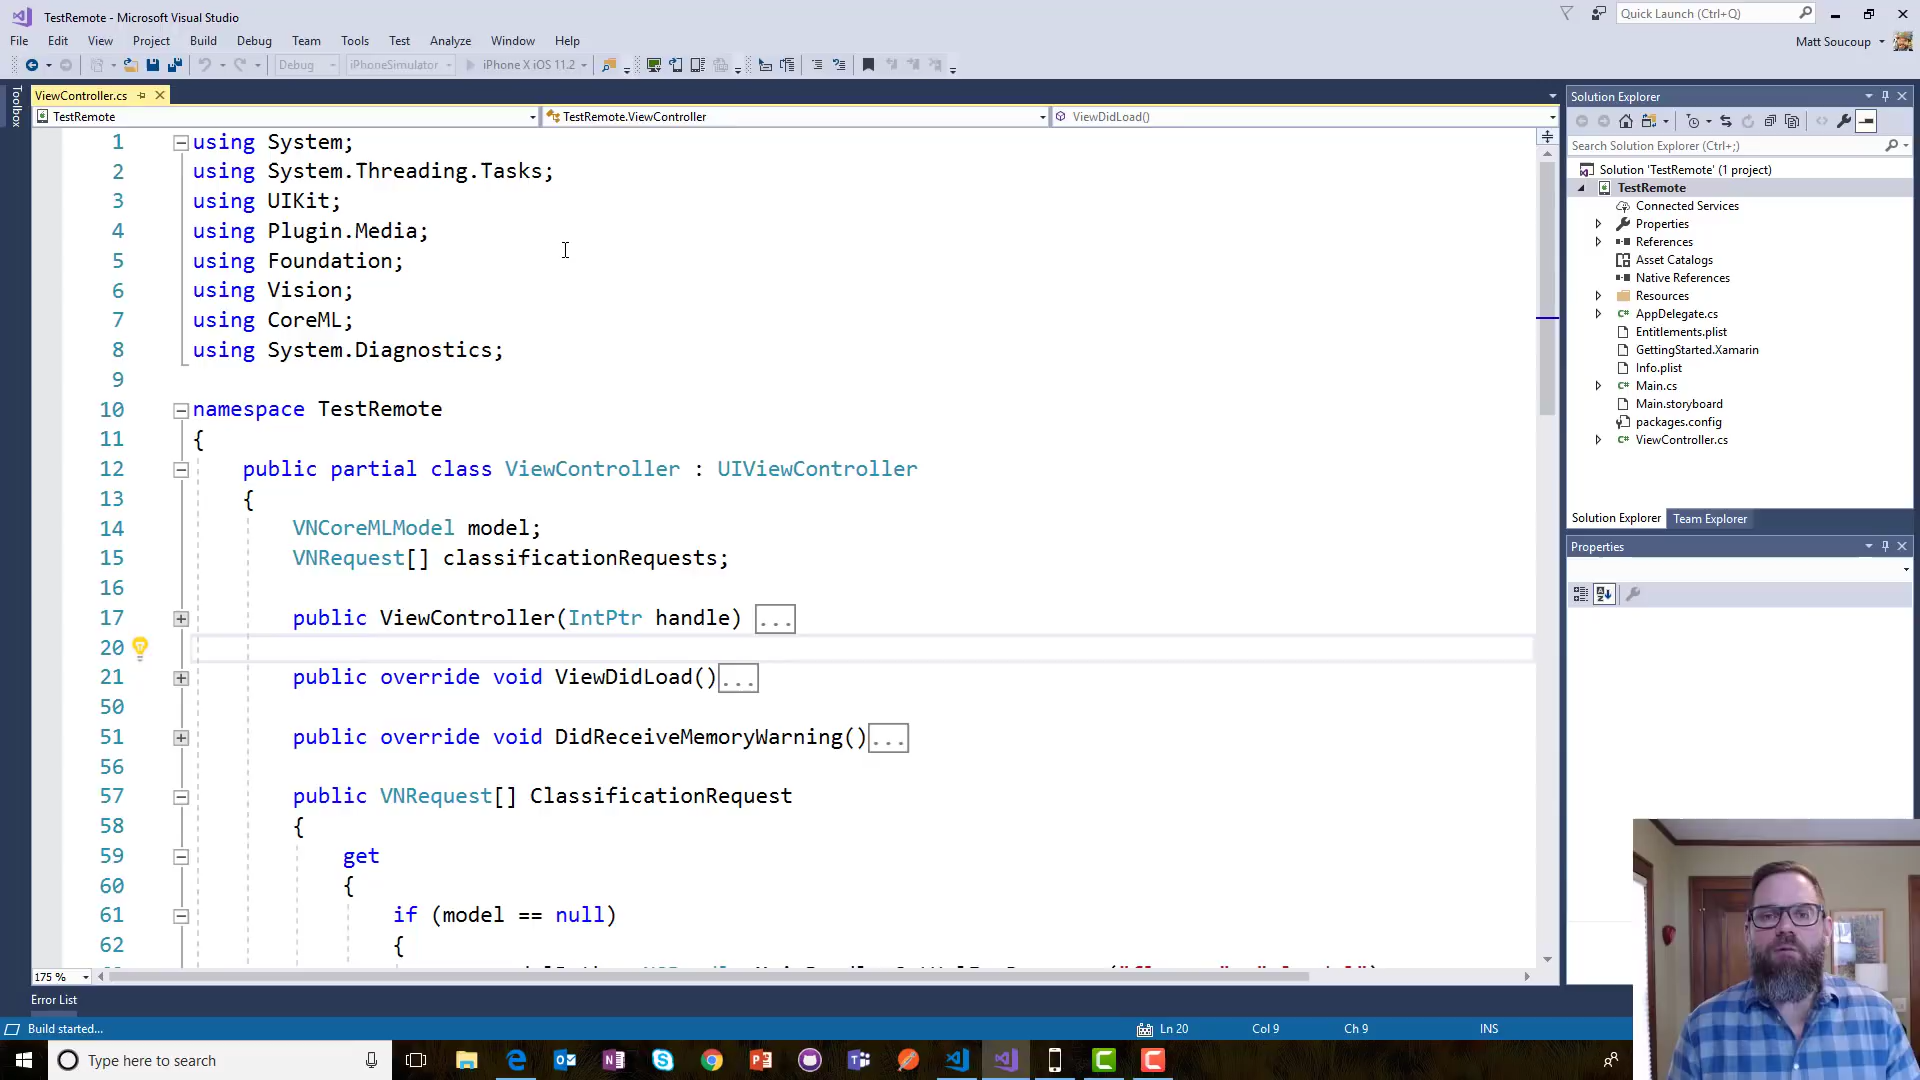 TestRemote - Microsoft Visual Studio
Quick Launch (Ctrl+Q)
File Edit View Project Build Debug Team Tools Test Analyze Window Help
Matt Soucoup
Debug iPhoneSimulator iPhone X iOS 11.2
Toolbox
ViewController.cs
TestRemote TestRemote.ViewController ViewDidLoad()
1 using System;
2 using System.Threading.Tasks;
3 using UIKit;
4 using Plugin.Media;
5 using Foundation;
6 using Vision;
7 using CoreML;
8 using System.Diagnostics;
9
10 namespace TestRemote
11 {
12 public partial class ViewController : UIViewController
13 {
14 VNCoreMLModel model;
15 VNRequest[] classificationRequests;
16
17 public ViewController(IntPtr handle) ...
20
21 public override void ViewDidLoad()...
50
51 public override void DidReceiveMemoryWarning()...
56
57 public VNRequest[] ClassificationRequest
58 {
59 get
60 {
61 if (model == null)
62 {
175 %
Solution Explorer
Search Solution Explorer (Ctrl+;)
Solution 'TestRemote' (1 project)
TestRemote
Connected Services
Properties
References
Asset Catalogs
Native References
Resources
AppDelegate.cs
Entitlements.plist
GettingStarted.Xamarin
Info.plist
Main.cs
Main.storyboard
packages.config
ViewController.cs
Solution Explorer Team Explorer
Properties
Error List
Build started... Ln 20 Col 9 Ch 9 INS
Type here to search